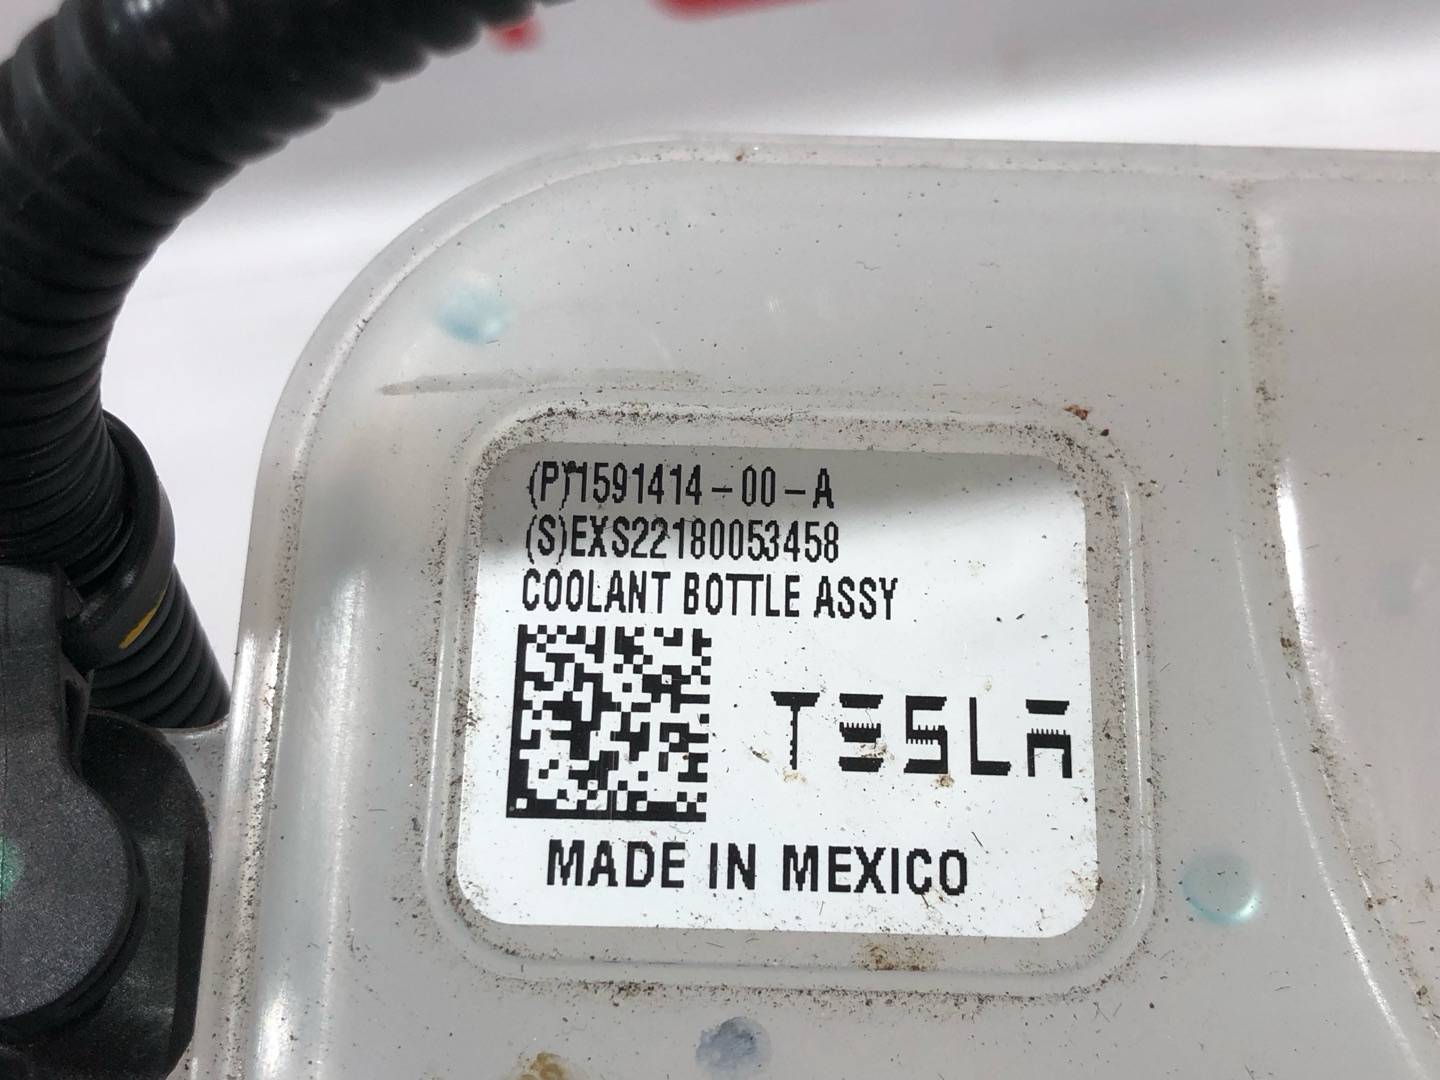 (P)1591414-00-A
(S)EXS22180053458
COOLANT BOTTLE ASSY
TESLA
MADE IN MEXICO